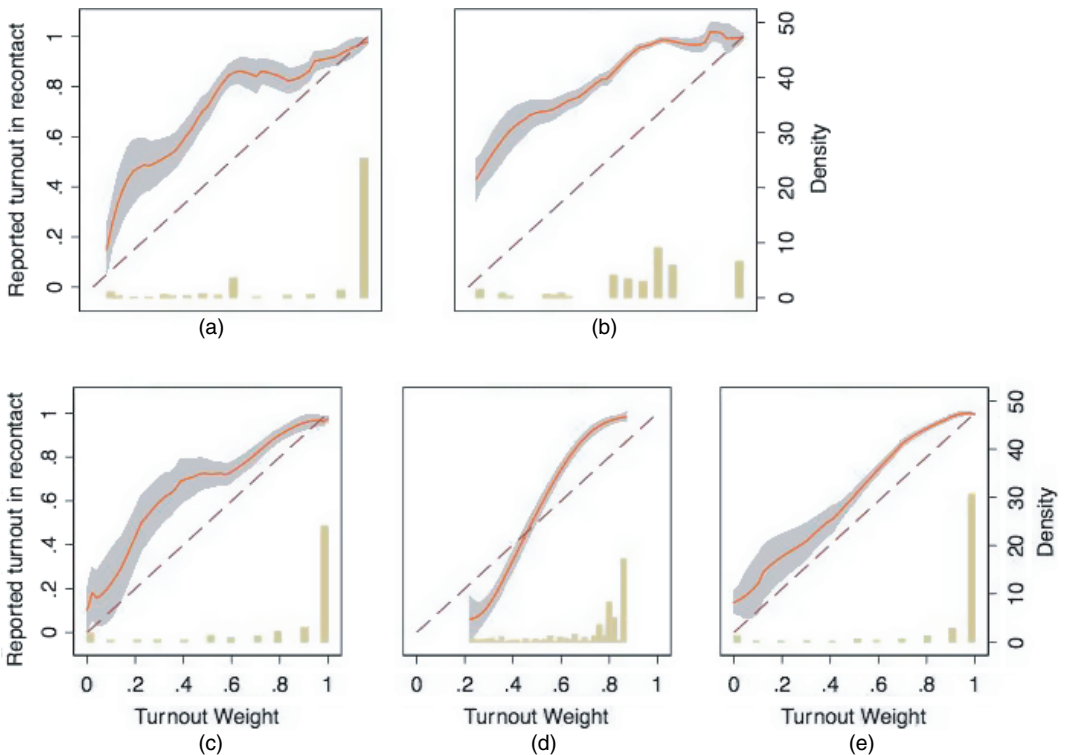 Reported turnout in recontact
1
.8
.6
.4
.2
0
50
40
30
20
10
0
Density
(a)
(b)
Reported turnout in recontact
1
.8
.6
.4
.2
0
50
40
30
20
10
0
Density
0 .2 .4 .6 .8 1
0 .2 .4 .6 .8 1
0 .2 .4 .6 .8 1
Turnout Weight
Turnout Weight
Turnout Weight
(c)
(d)
(e)